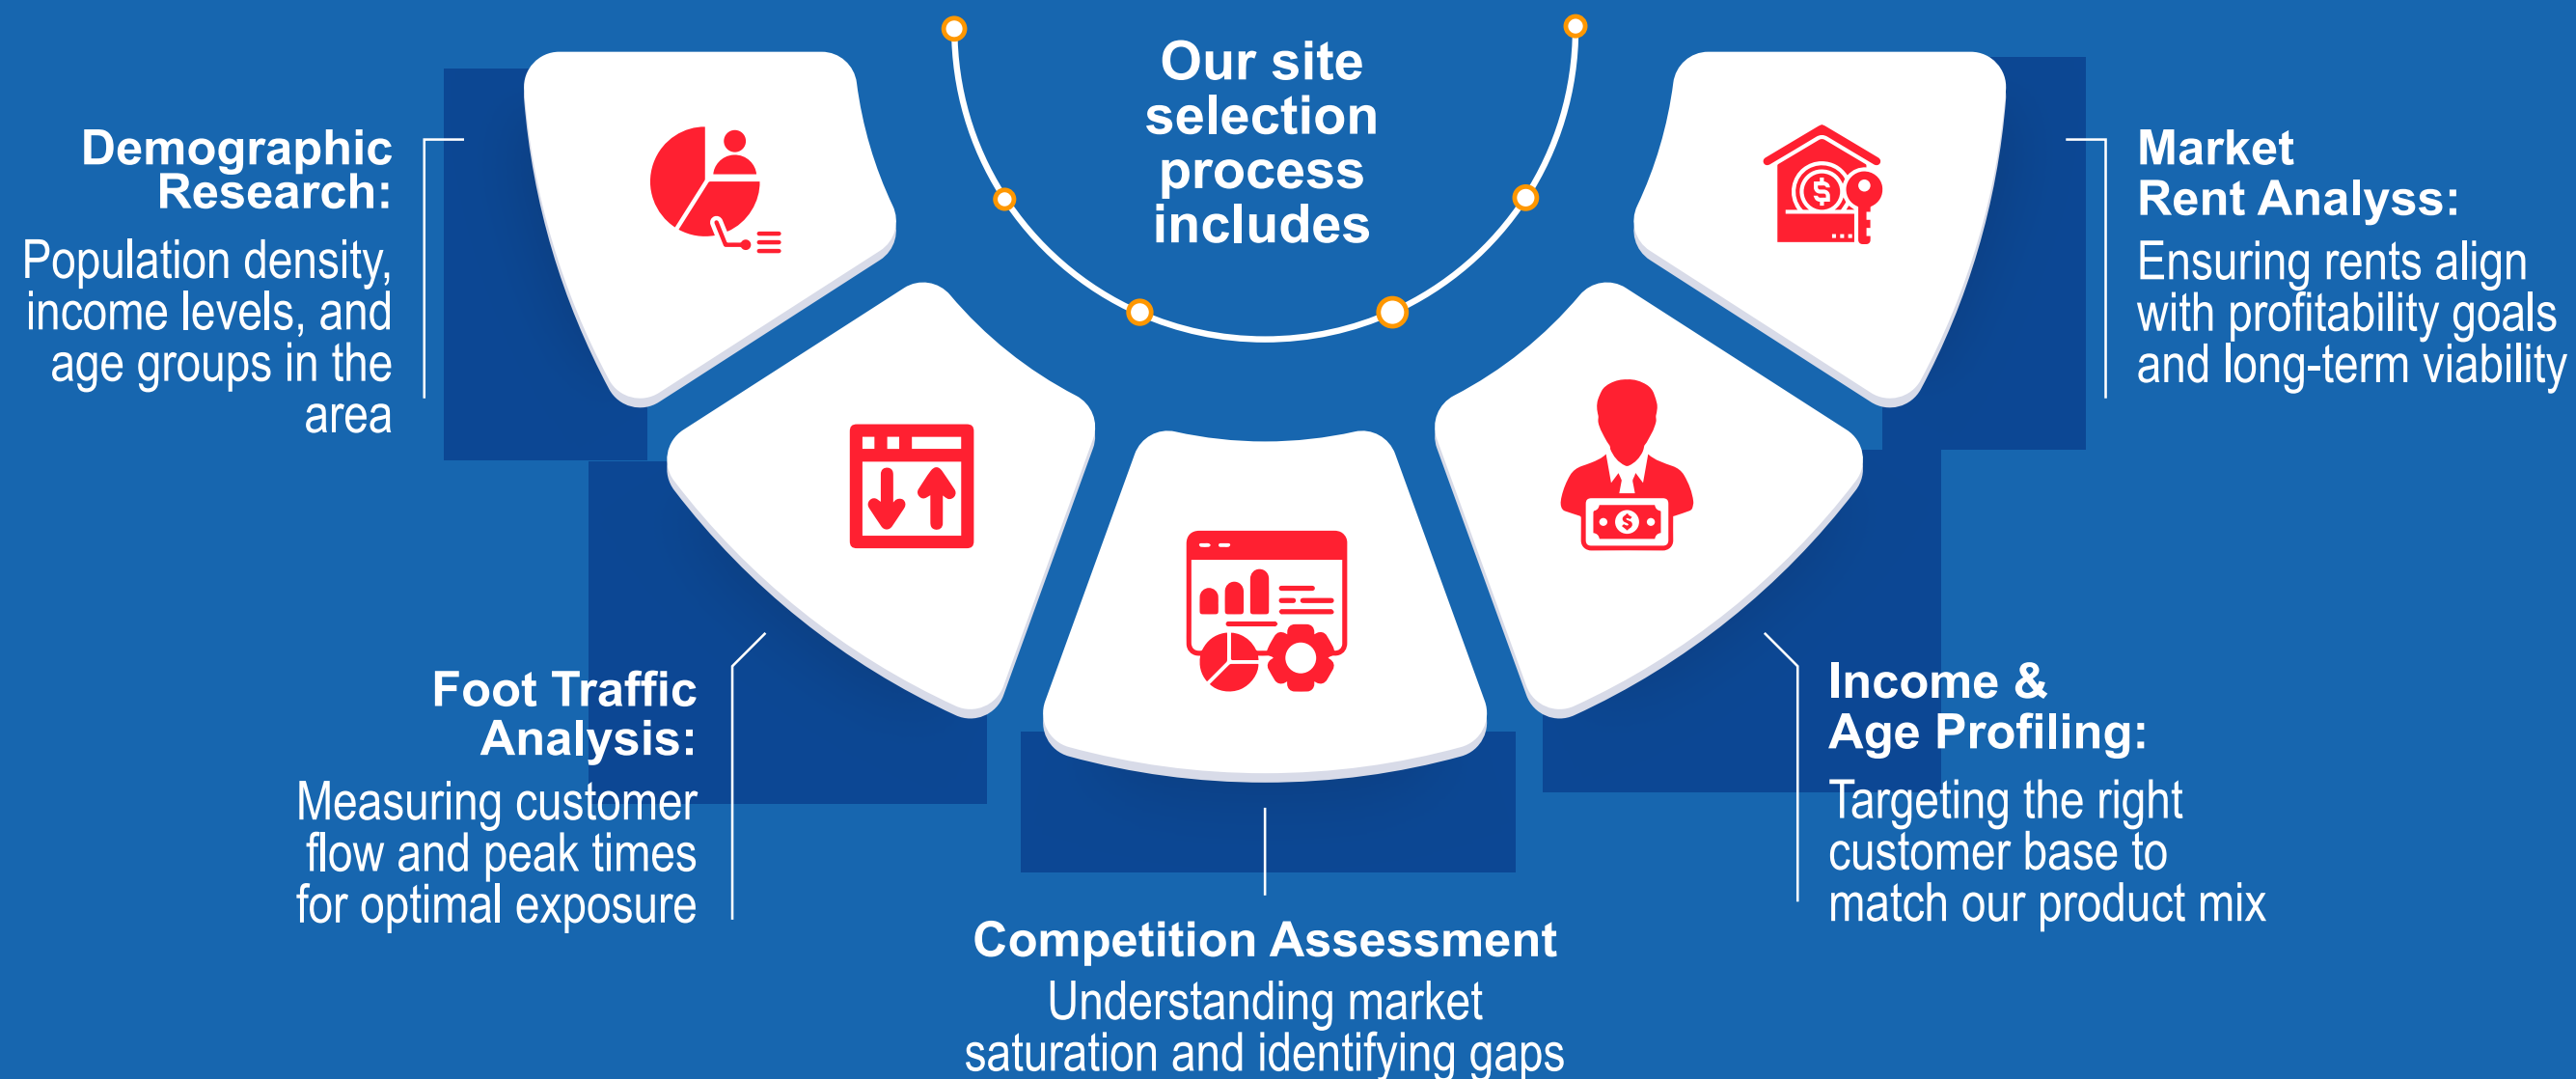 Our site
selection
process
includes
Demographic
Research:
Population density,
income levels, and
age groups in the
area
Foot Traffic
Analysis:
Measuring customer
flow and peak times
for optimal exposure
Competition Assessment
Understanding market
saturation and identifying gaps
Income &
Age Profiling:
Targeting the right
customer base to
match our product mix
Market
Rent Analyss:
Ensuring rents align
with profitability goals
and long-term viability